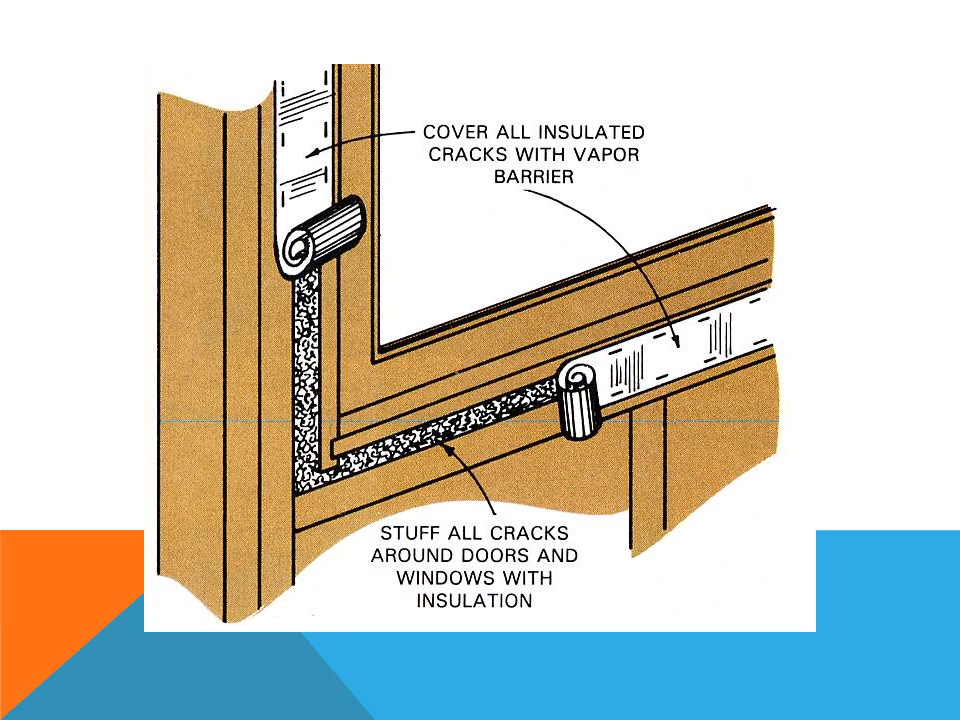 COVER ALL INSULATED
CRACKS WITH VAPOR
BARRIER
STUFF ALL CRACKS
AROUND DOORS AND
WINDOWS WITH
INSULATION